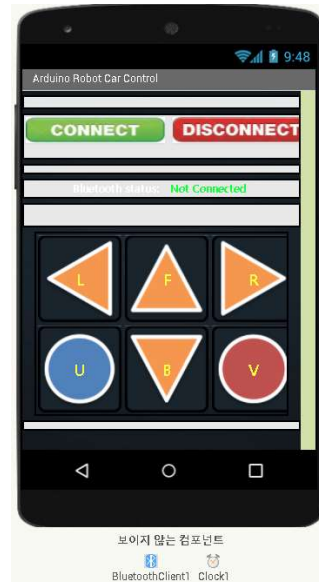 9:48
Arduino Robot Car Control
CONNECT DISCONNECT
Bluetooth status: Not Connected
L F R
U B V
보이지 않는 컴포넌트
BluetoothClient1 Clock1